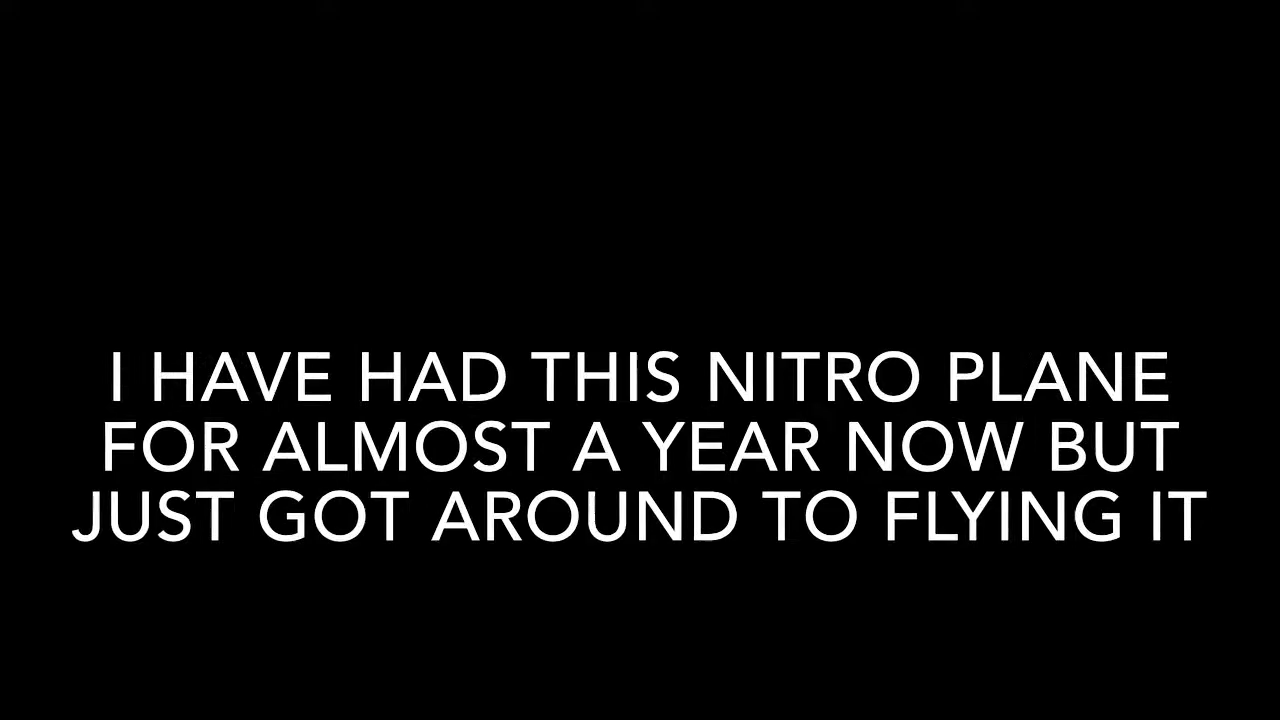 I HAVE HAD THIS NITRO PLANE
FOR ALMOST A YEAR NOW BUT
JUST GOT AROUND TO FLYING IT